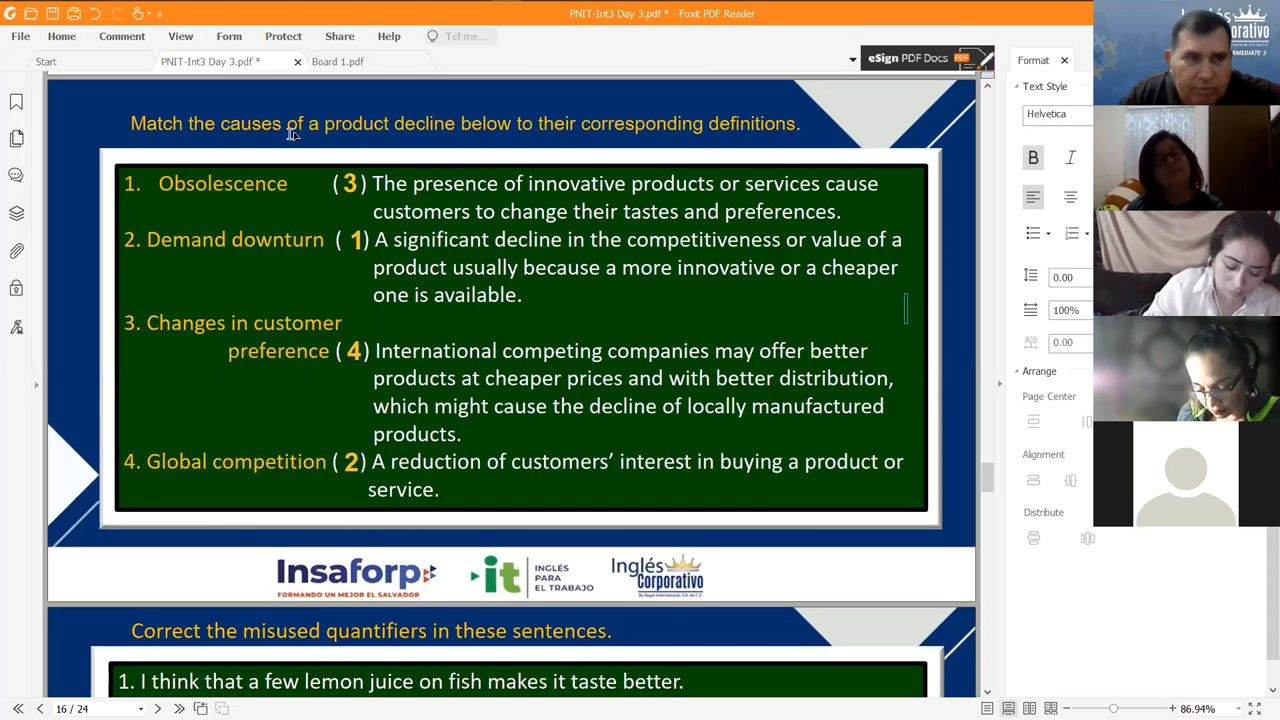 PNIT-Int3 Day 3.pdf * - Foxit PDF Reader
File Home Comment View Form Protect Share Help Tell me...
Start PNIT-Int3 Day 3.pdf * Board 1.pdf eSign PDF Docs
Format
Text Style
Helvetica
B I
0.00
100%
0.00
Arrange
Page Center
Alignment
Distribute
Match the causes of a product decline below to their corresponding definitions.
1. Obsolescence ( 3 ) The presence of innovative products or services cause
customers to change their tastes and preferences.
2. Demand downturn ( 1 ) A significant decline in the competitiveness or value of a
product usually because a more innovative or a cheaper
one is available.
3. Changes in customer
preference ( 4 ) International competing companies may offer better
products at cheaper prices and with better distribution,
which might cause the decline of locally manufactured
products.
4. Global competition ( 2 ) A reduction of customers' interest in buying a product or
service.
Insaforp
FORMANDO UN MEJOR EL SALVADOR
it INGLÉS
PARA
EL TRABAJO
Inglés
Corporativo
Correct the misused quantifiers in these sentences.
1. I think that a few lemon juice on fish makes it taste better.
16 / 24
86.94%